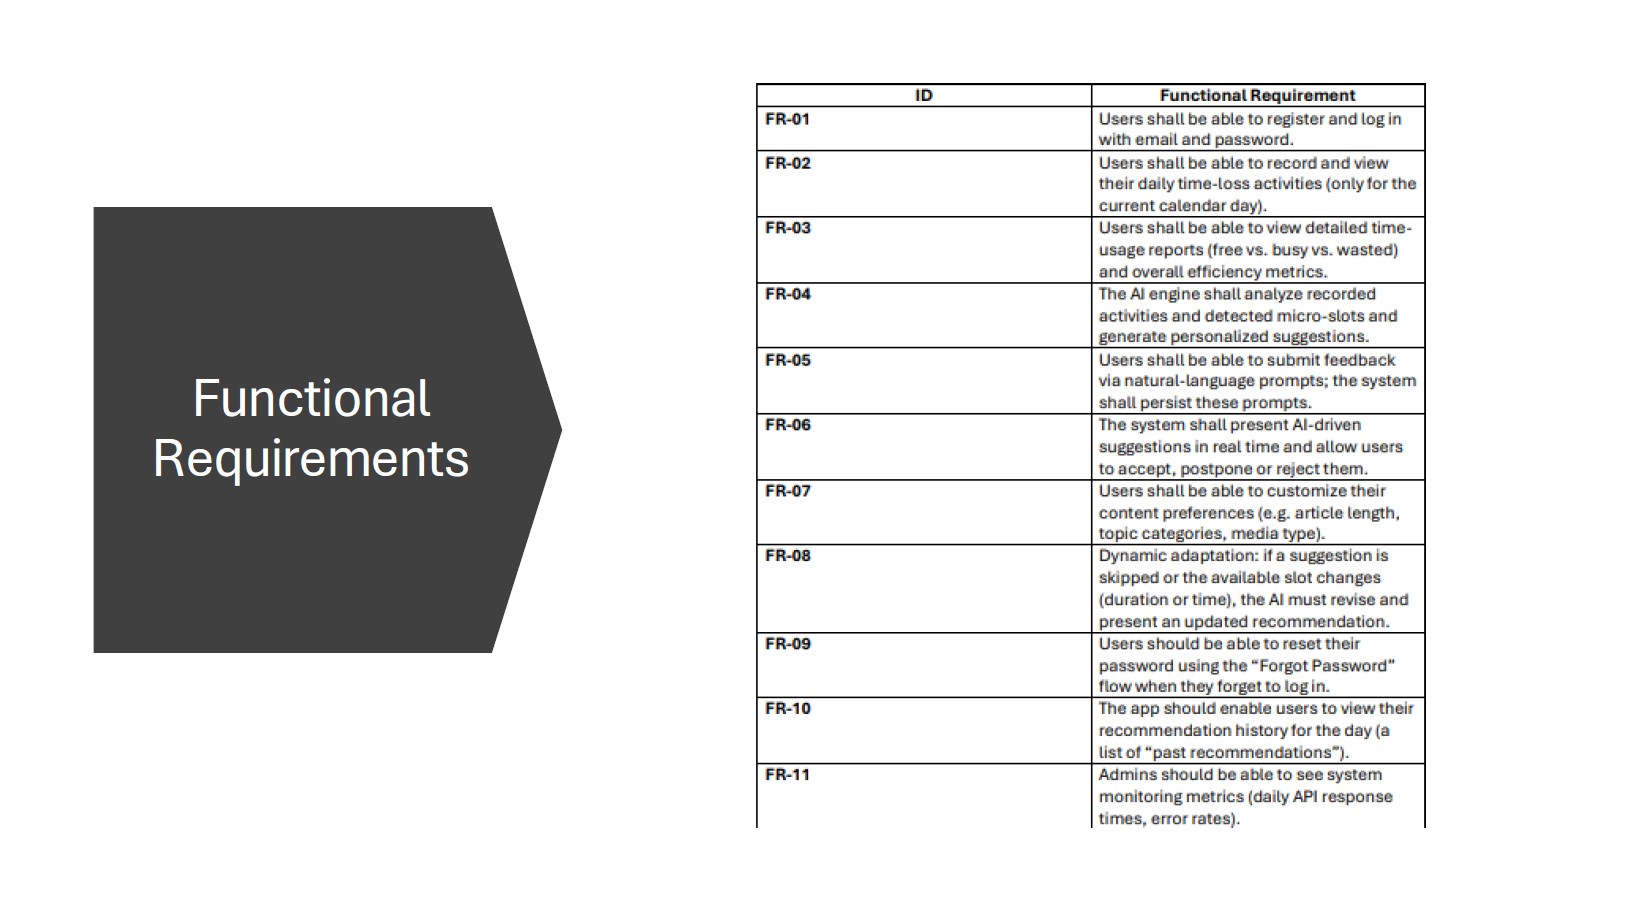 Functional
Requirements
ID
Functional Requirement
FR-01
Users shall be able to register and log in
with email and password.
FR-02
Users shall be able to record and view
their daily time-loss activities (only for the
current calendar day).
FR-03
Users shall be able to view detailed time-
usage reports (free vs. busy vs. wasted)
and overall efficiency metrics.
FR-04
The AI engine shall analyze recorded
activities and detected micro-slots and
generate personalized suggestions.
FR-05
Users shall be able to submit feedback
via natural-language prompts; the system
shall persist these prompts.
FR-06
The system shall present AI-driven
suggestions in real time and allow users
to accept, postpone or reject them.
FR-07
Users shall be able to customize their
content preferences (e.g. article length,
topic categories, media type).
FR-08
Dynamic adaptation: if a suggestion is
skipped or the available slot changes
(duration or time), the AI must revise and
present an updated recommendation.
FR-09
Users should be able to reset their
password using the “Forgot Password”
flow when they forget to log in.
FR-10
The app should enable users to view their
recommendation history for the day (a
list of “past recommendations”).
FR-11
Admins should be able to see system
monitoring metrics (daily API response
times, error rates).